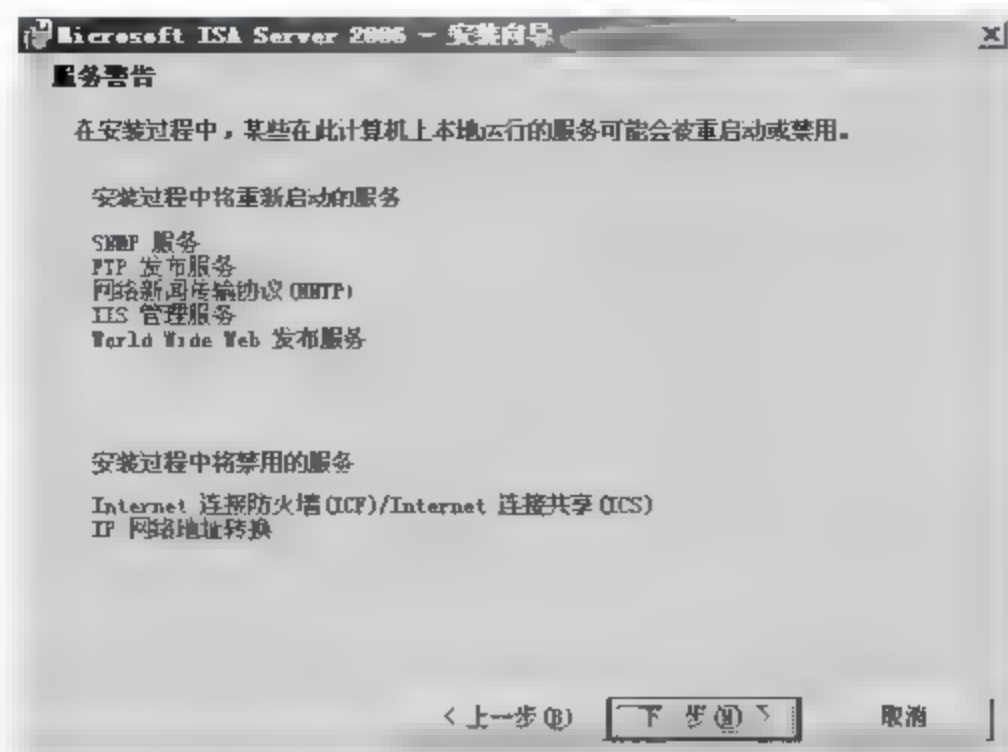 Microsoft ISA Server 2006 - 安装向导
服务警告
在安装过程中，某些在此计算机上本地运行的服务可能会被重启动或禁用。
安装过程中将重新启动的服务
SNMP 服务
FTP 发布服务
网络新闻传输协议(NNTP)
IIS 管理服务
World Wide Web 发布服务
安装过程中将禁用的服务
Internet 连接防火墙(ICF)/Internet 连接共享(ICS)
IP 网络地址转换
< 上一步(B)
下一步(N) >
取消